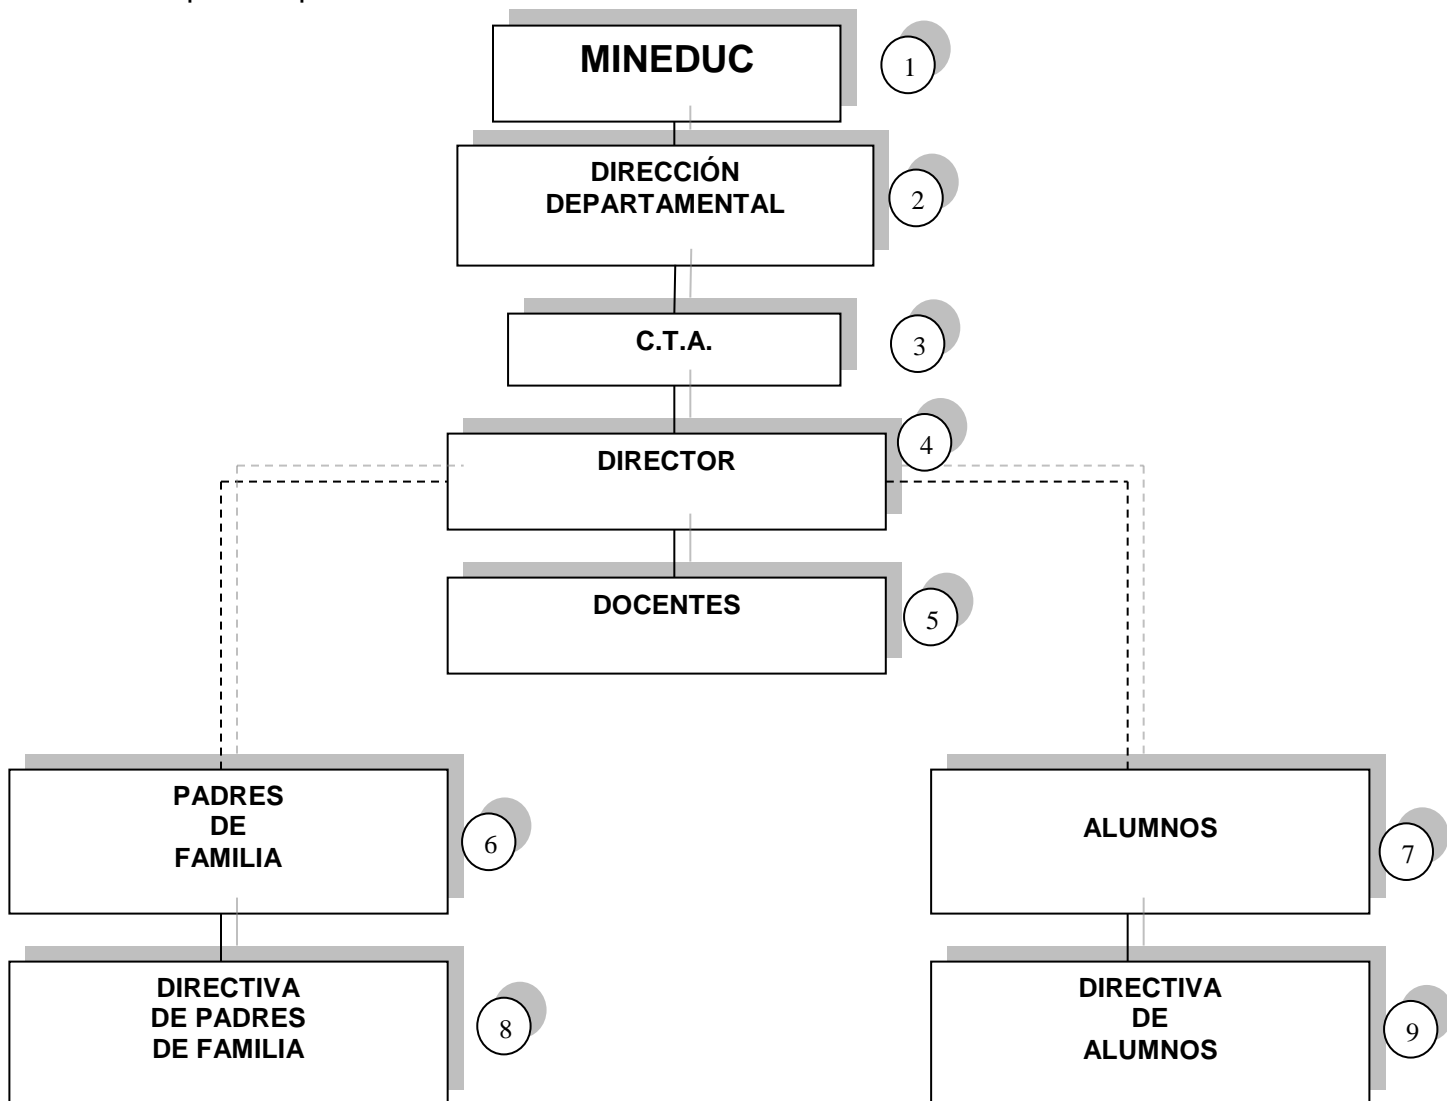 MINEDUC
1
DIRECCIÓN
DEPARTAMENTAL
2
C.T.A.
3
DIRECTOR
4
DOCENTES
5
PADRES
DE
FAMILIA
6
ALUMNOS
7
DIRECTIVA
DE PADRES
DE FAMILIA
8
DIRECTIVA
DE
ALUMNOS
9